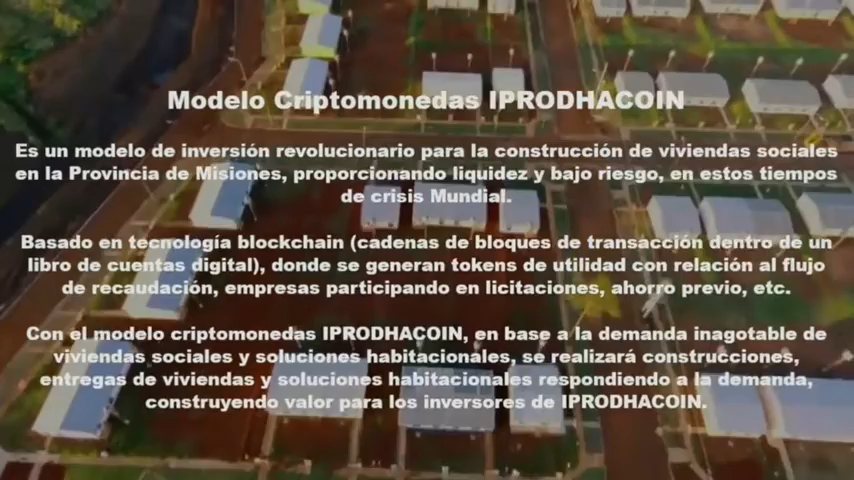 Modelo Criptomonedas IPRODHACOIN
Es un modelo de inversión revolucionario para la construcción de viviendas sociales
en la Provincia de Misiones, proporcionando liquidez y bajo riesgo, en estos tiempos
de crisis Mundial.
Basado en tecnología blockchain (cadenas de bloques de transacción dentro de un
libro de cuentas digital), donde se generan tokens de utilidad con relación al flujo
de recaudación, empresas participando en licitaciones, ahorro previo, etc.
Con el modelo criptomonedas IPRODHACOIN, en base a la demanda inagotable de
viviendas sociales y soluciones habitacionales, se realizará construcciones,
entregas de viviendas y soluciones habitacionales respondiendo a la demanda,
construyendo valor para los inversores de IPRODHACOIN.